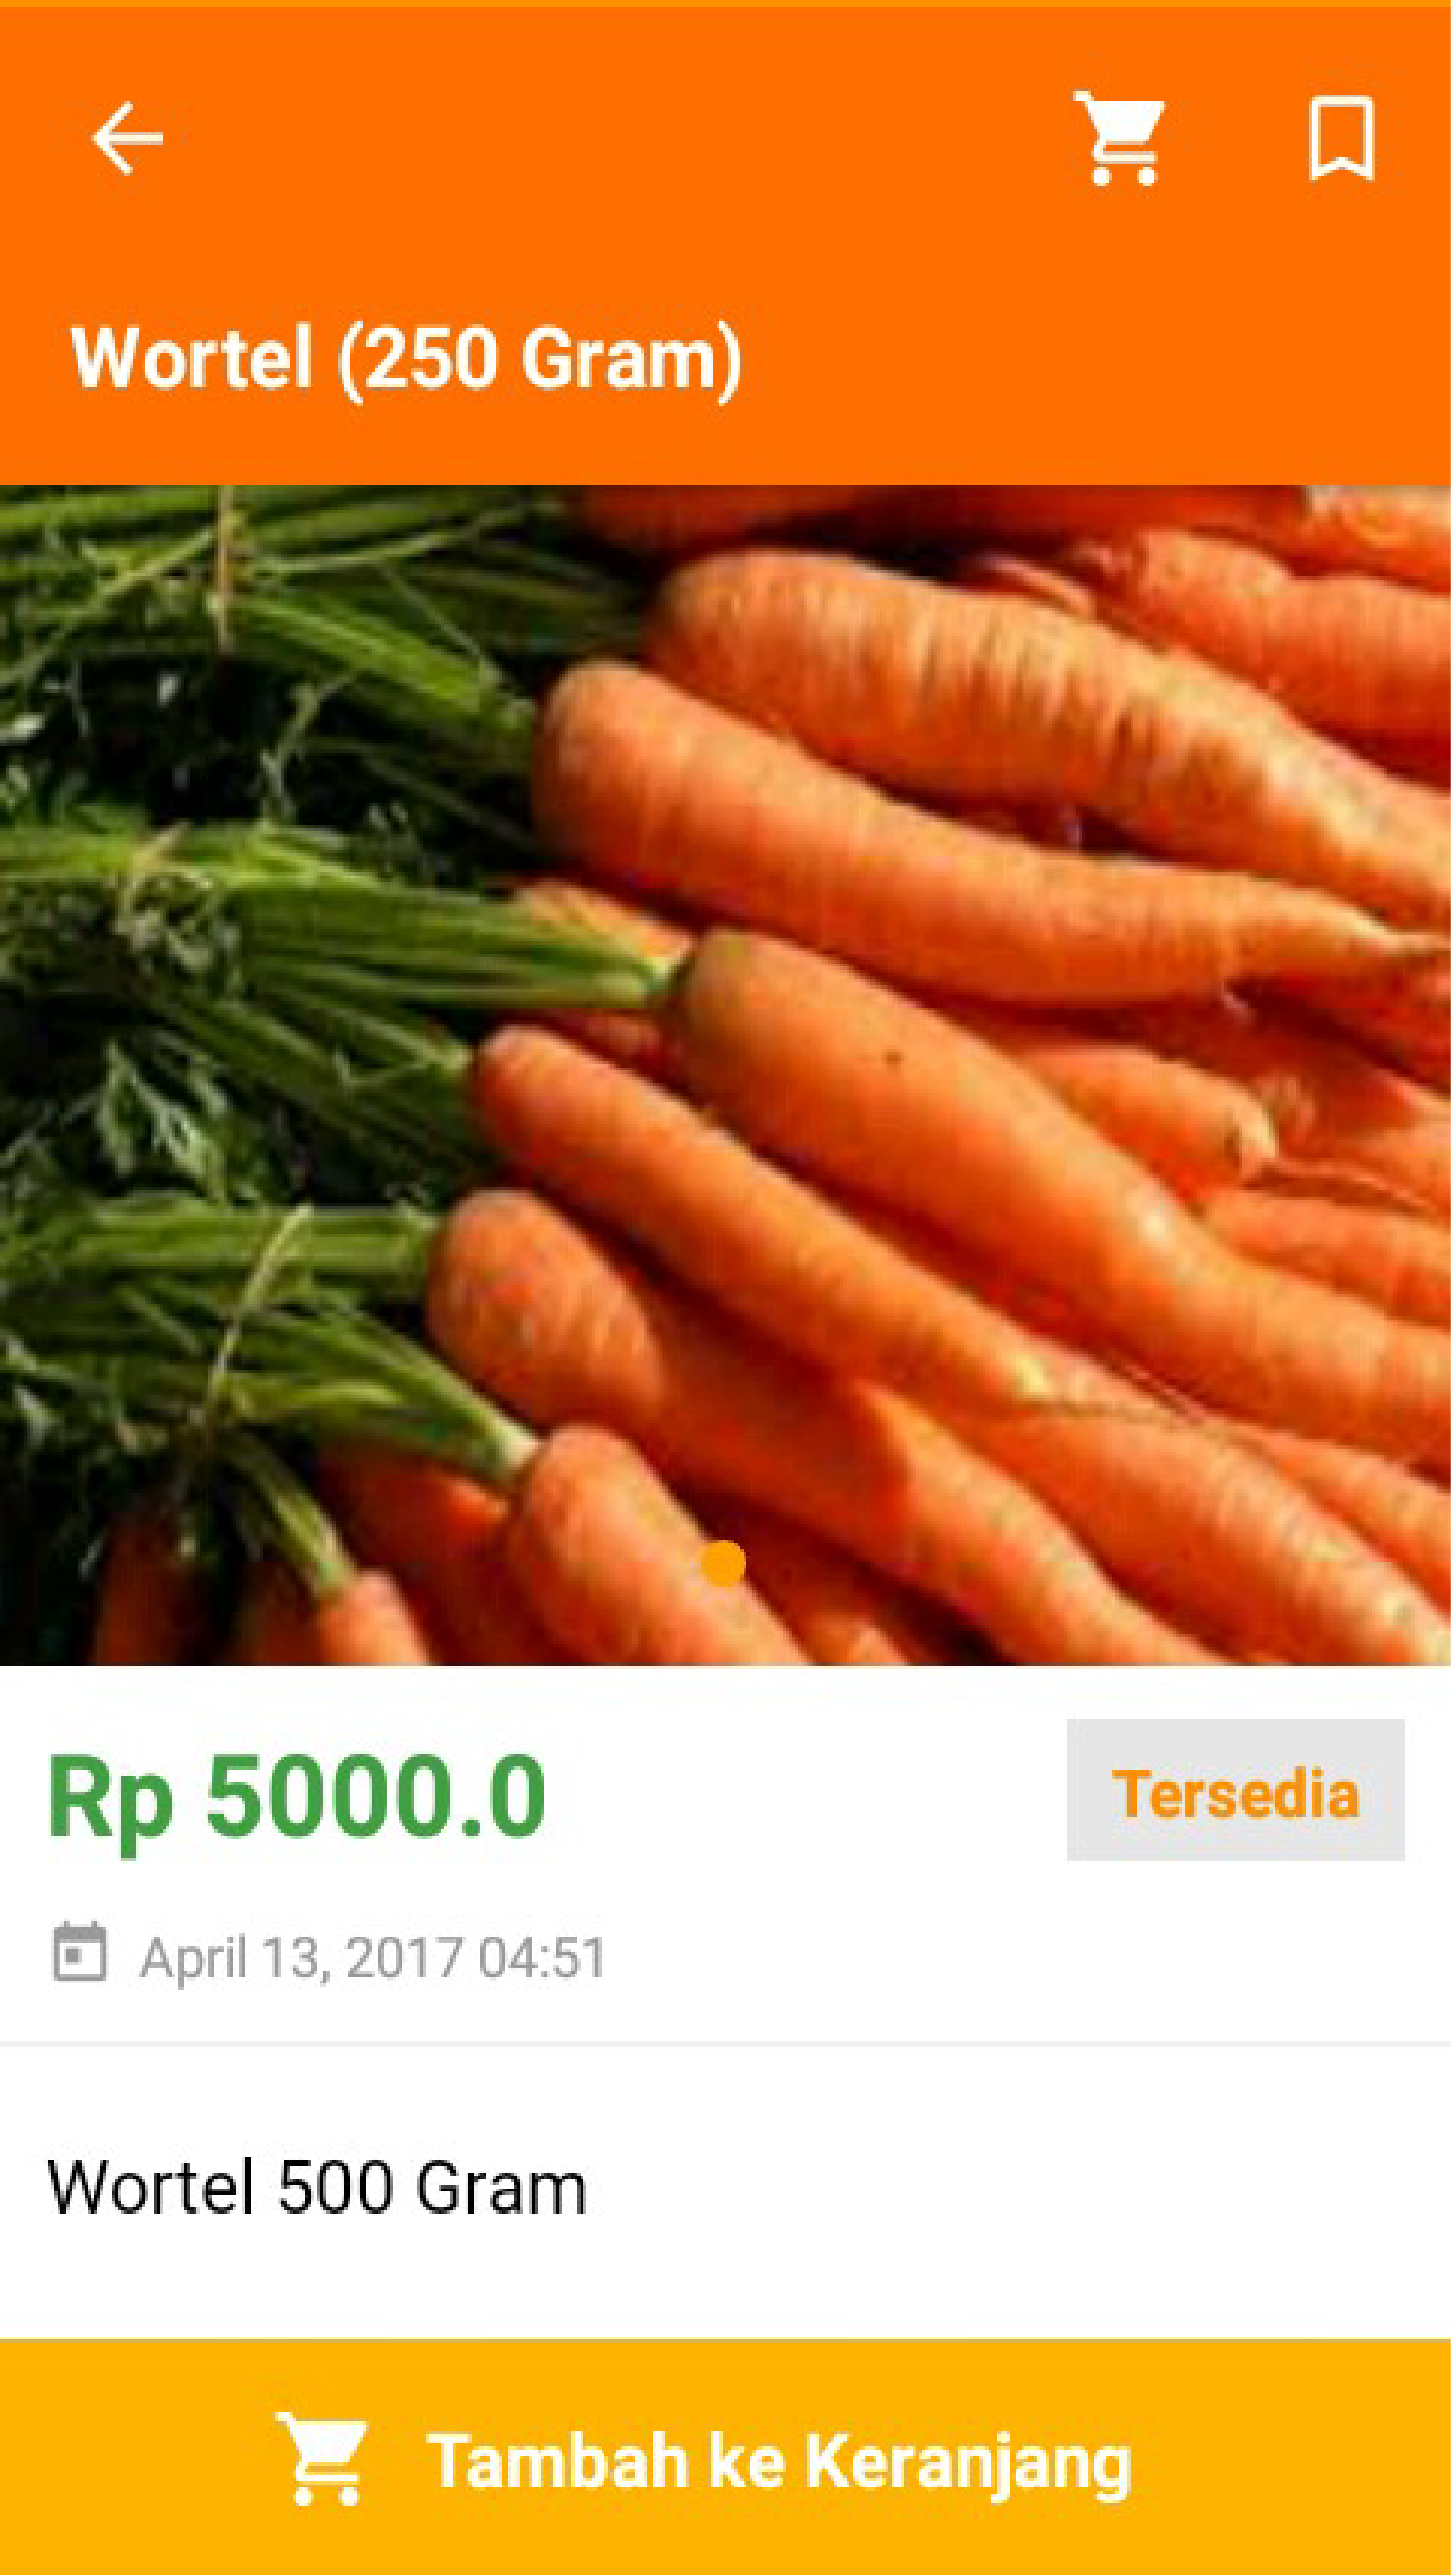 Wortel (250 Gram)
Rp 5000.0
Tersedia
April 13, 2017 04:51
Wortel 500 Gram
Tambah ke Keranjang